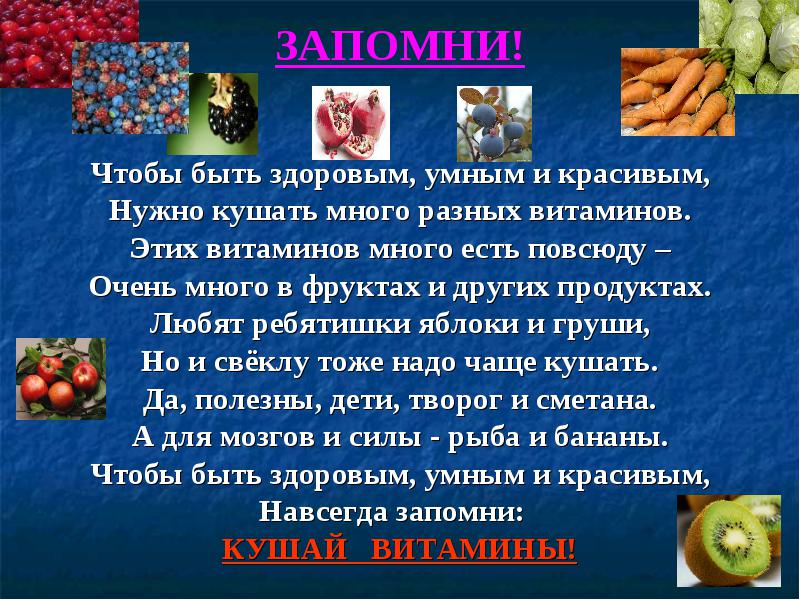 ЗАПОМНИ!
Чтобы быть здоровым, умным и красивым,
Нужно кушать много разных витаминов.
Этих витаминов много есть повсюду –
Очень много в фруктах и других продуктах.
Любят ребятишки яблоки и груши,
Но и свёклу тоже надо чаще кушать.
Да, полезны, дети, творог и сметана.
А для мозгов и силы - рыба и бананы.
Чтобы быть здоровым, умным и красивым,
Навсегда запомни:
КУШАЙ ВИТАМИНЫ!